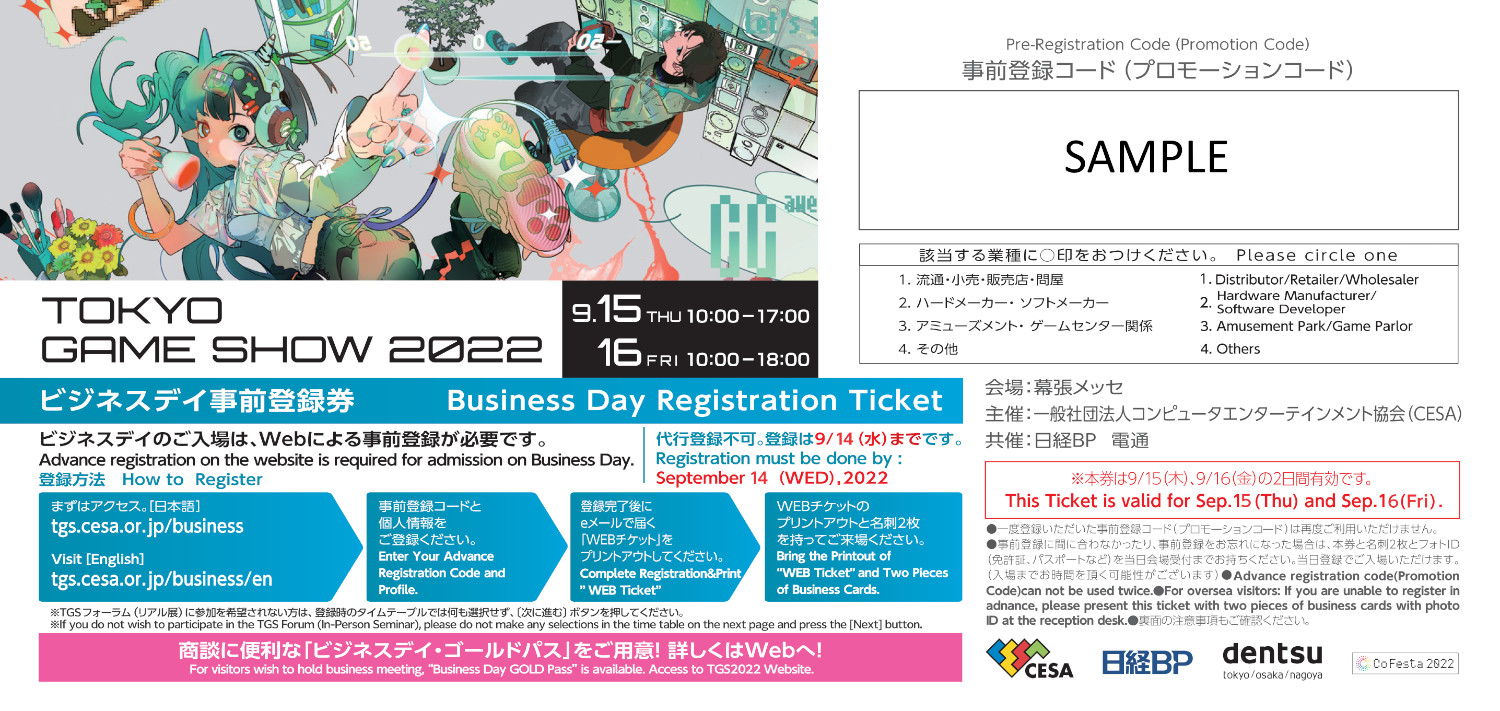 50
0
50
Let's
GG
awe
TOKYO
GAME SHOW 2022
9.15 THU 10:00–17:00
16 FRI 10:00–18:00
ビジネスデイ事前登録券 Business Day Registration Ticket
ビジネスデイのご入場は、Webによる事前登録が必要です。
Advance registration on the website is required for admission on Business Day.
登録方法 How to Register
代行登録不可。登録は9/14(水)までです。
Registration must be done by :
September 14 (WED), 2022
まずはアクセス。[日本語]
tgs.cesa.or.jp/business
Visit [English]
tgs.cesa.or.jp/business/en
事前登録コードと
個人情報を
ご登録ください。
Enter Your Advance
Registration Code and
Profile.
登録完了後に
eメールで届く
「WEBチケット」を
プリントアウトしてください。
Complete Registration&Print
" WEB Ticket"
WEBチケットの
プリントアウトと名刺2枚
を持ってご来場ください。
Bring the Printout of
"WEB Ticket" and Two Pieces
of Business Cards.
※TGSフォーラム(リアル展)に参加を希望されない方は、登録時のタイムテーブルでは何も選択せず、[次に進む]ボタンを押してください。
※If you do not wish to participate in the TGS Forum (In-Person Seminar), please do not make any selections in the time table on the next page and press the [Next] button.
商談に便利な「ビジネスデイ・ゴールドパス」をご用意! 詳しくはWebへ!
For visitors wish to hold business meeting, "Business Day GOLD Pass" is available. Access to TGS2022 Website.
Pre-Registration Code (Promotion Code)
事前登録コード(プロモーションコード)
SAMPLE
該当する業種に○印をおつけください。 Please circle one
1. 流通・小売・販売店・問屋
2. ハードメーカー・ソフトメーカー
3. アミューズメント・ゲームセンター関係
4. その他
1. Distributor/Retailer/Wholesaler
2. Hardware Manufacturer/
Software Developer
3. Amusement Park/Game Parlor
4. Others
会場:幕張メッセ
主催:一般社団法人コンピュータエンターテインメント協会(CESA)
共催:日経BP 電通
※本券は9/15(木)、9/16(金)の2日間有効です。
This Ticket is valid for Sep.15(Thu) and Sep.16(Fri).
●一度登録いただいた事前登録コード(プロモーションコード)は再度ご利用いただけません。
●事前登録に間に合わなかったり、事前登録をお忘れになった場合は、本券と名刺2枚とフォトID
(免許証、パスポートなど)を当日会場受付までお持ちください。当日登録でご入場いただけます。
(入場までお時間を頂く可能性がございます)●Advance registration code(Promotion
Code)can not be used twice.●For oversea visitors: If you are unable to register in
adnance, please present this ticket with two pieces of business cards with photo
ID at the reception desk.●裏面の注意事項もご確認ください。
CESA
日経BP
dentsu
tokyo/osaka/nagoya
CoFesta 2022